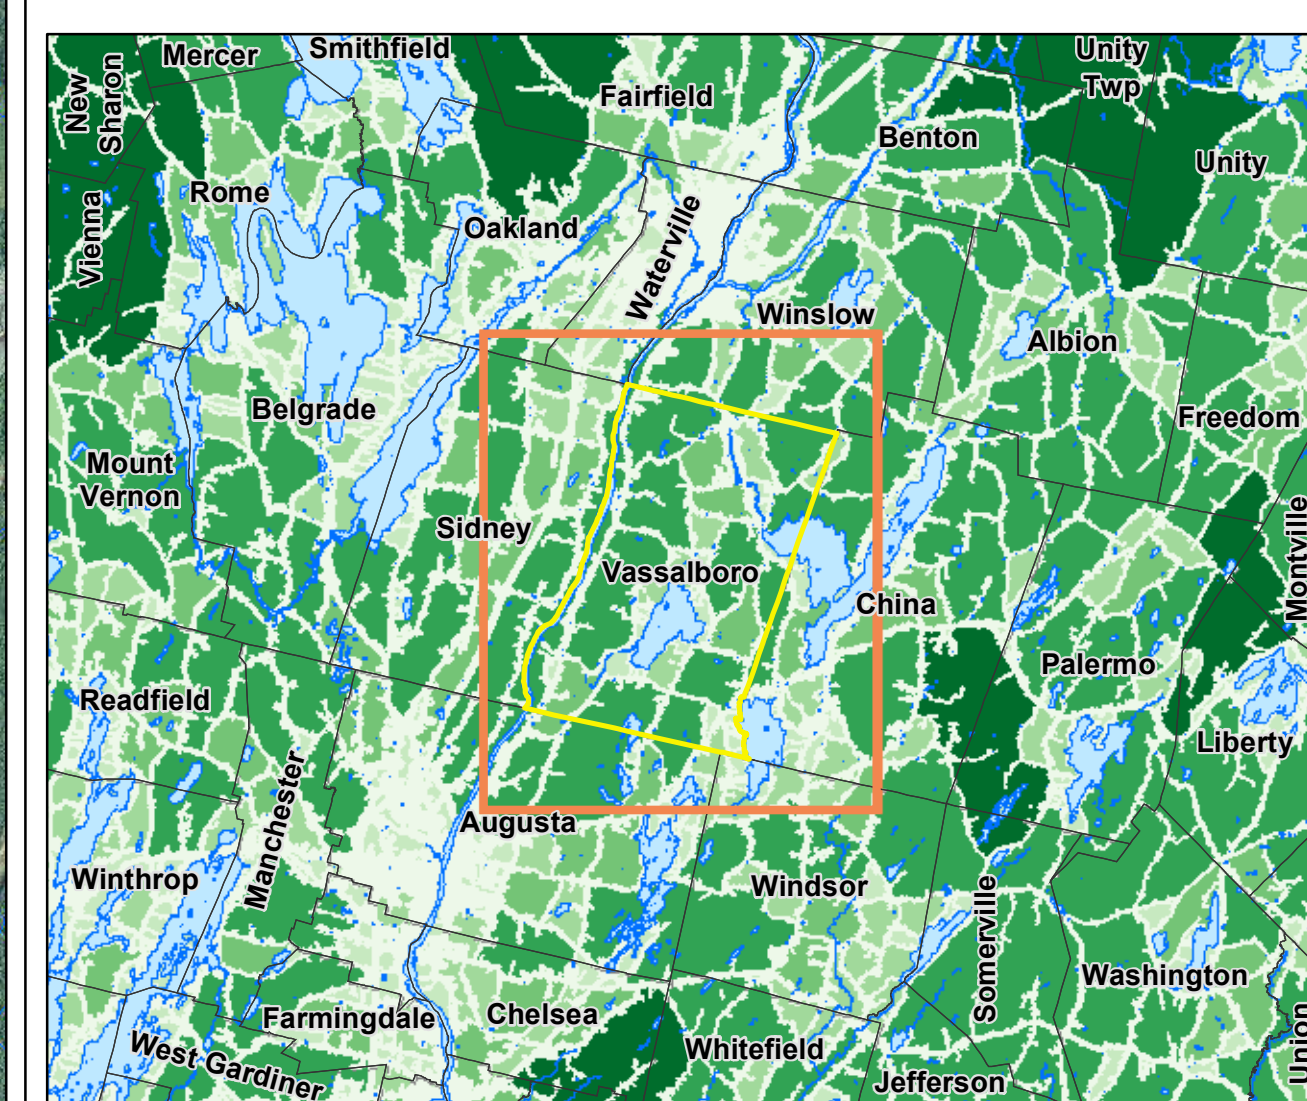 Mercer
Smithfield
New
Sharon
Fairfield
Unity
Twp
Benton
Unity
Rome
Vienna
Oakland
Waterville
Winslow
Albion
Belgrade
Freedom
Mount
Vernon
Sidney
Vassalboro
Montville
China
Palermo
Readfield
Liberty
Manchester
Augusta
Winthrop
Windsor
Somerville
Washington
Farmingdale
Chelsea
Union
West Gardiner
Whitefield
Jefferson